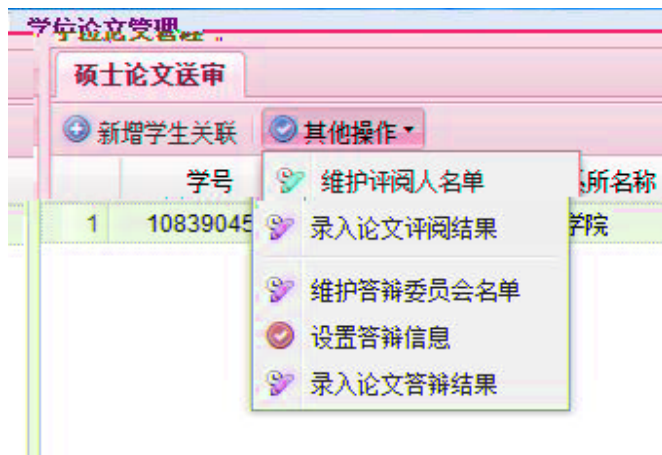 学位论文管理
硕士论文送审
新增学生关联 其他操作
学号 所名称
维护评阅人名单
1 10839045 学院
录入论文评阅结果
维护答辩委员会名单
设置答辩信息
录入论文答辩结果